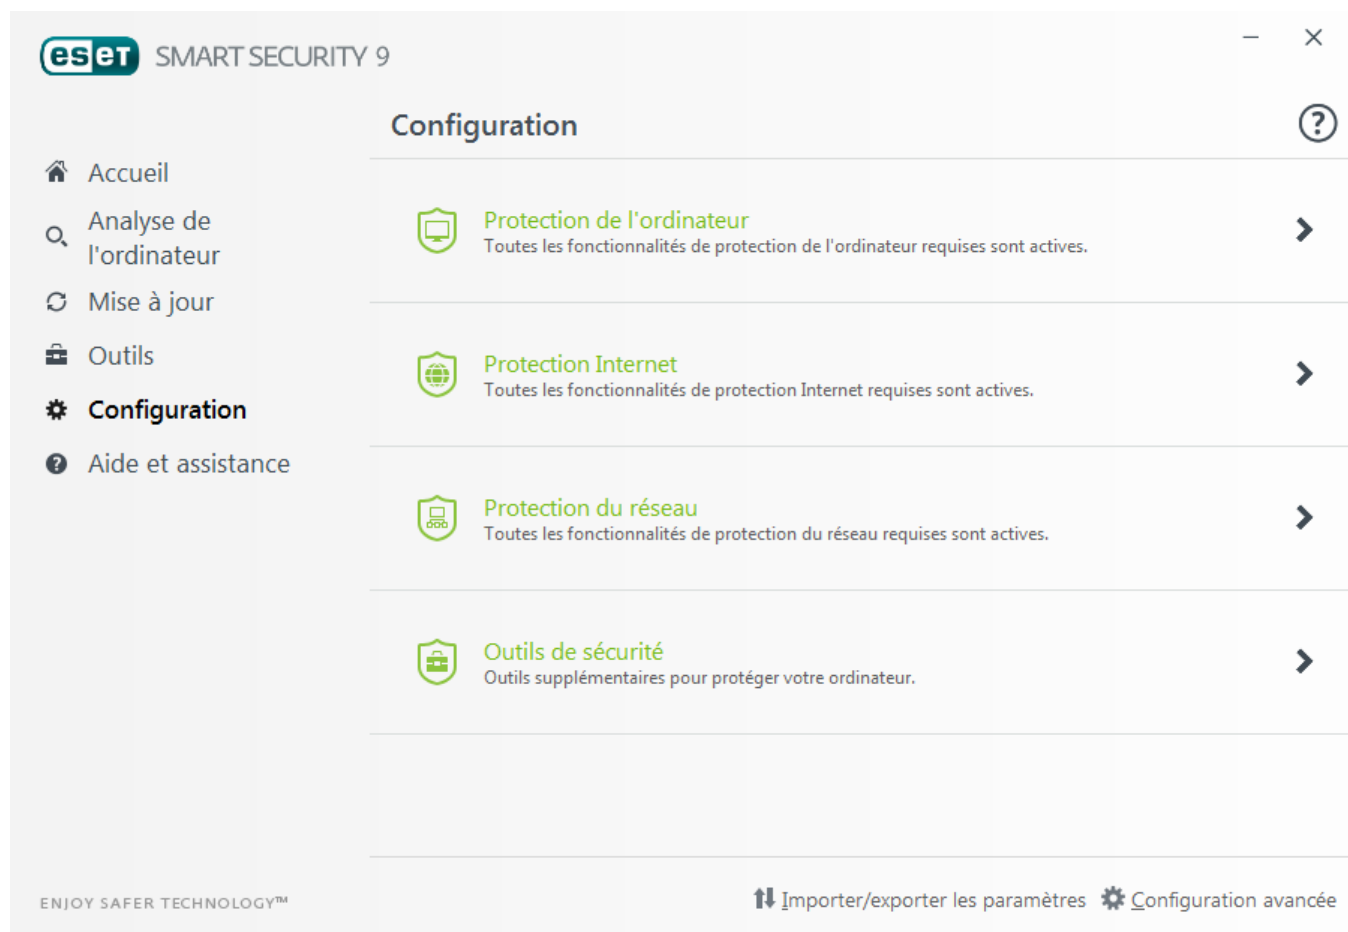 eset SMART SECURITY 9
Configuration
?
Accueil
Analyse de
l'ordinateur
Mise à jour
Outils
Configuration
Aide et assistance
Protection de l'ordinateur
Toutes les fonctionnalités de protection de l'ordinateur requises sont actives.
Protection Internet
Toutes les fonctionnalités de protection Internet requises sont actives.
Protection du réseau
Toutes les fonctionnalités de protection du réseau requises sont actives.
Outils de sécurité
Outils supplémentaires pour protéger votre ordinateur.
ENJOY SAFER TECHNOLOGY™
Importer/exporter les paramètres Configuration avancée